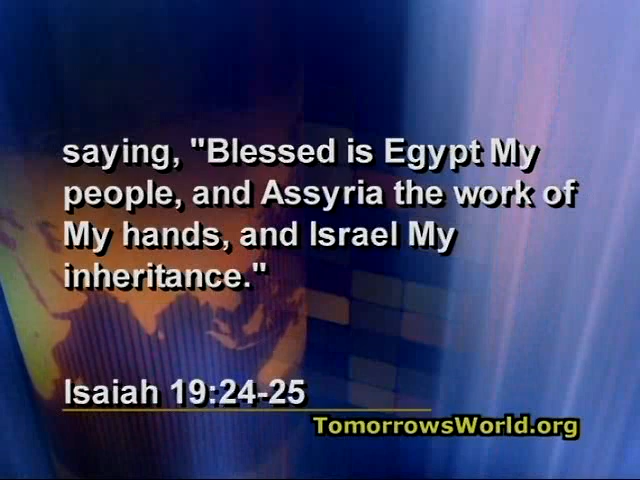 saying, "Blessed is Egypt My
people, and Assyria the work of
My hands, and Israel My
inheritance."
Isaiah 19:24-25
TomorrowsWorld.org